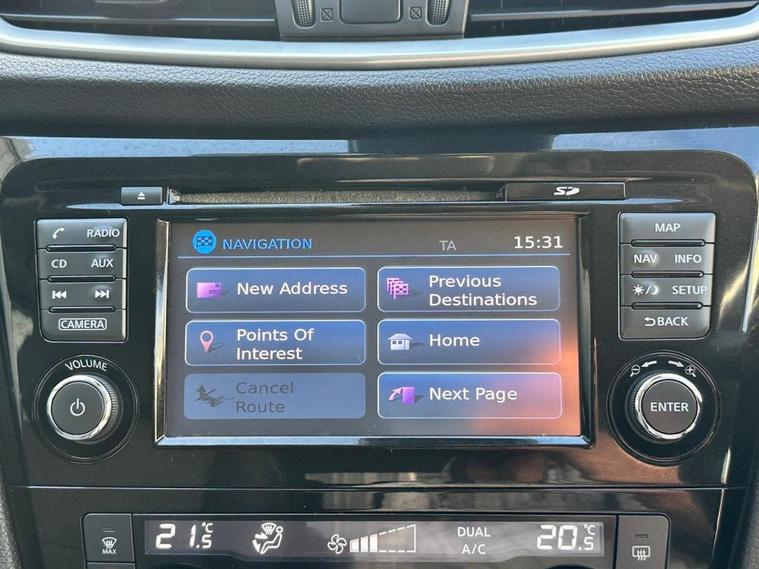 SD
RADIO
CD AUX
CAMERA
VOLUME
NAVIGATION TA 15:31
New Address
Previous
Destinations
Points Of
Interest
Home
Cancel
Route
Next Page
MAP
NAV INFO
SETUP
BACK
ENTER
MAX
21.5°C
DUAL
A/C
20.5°C